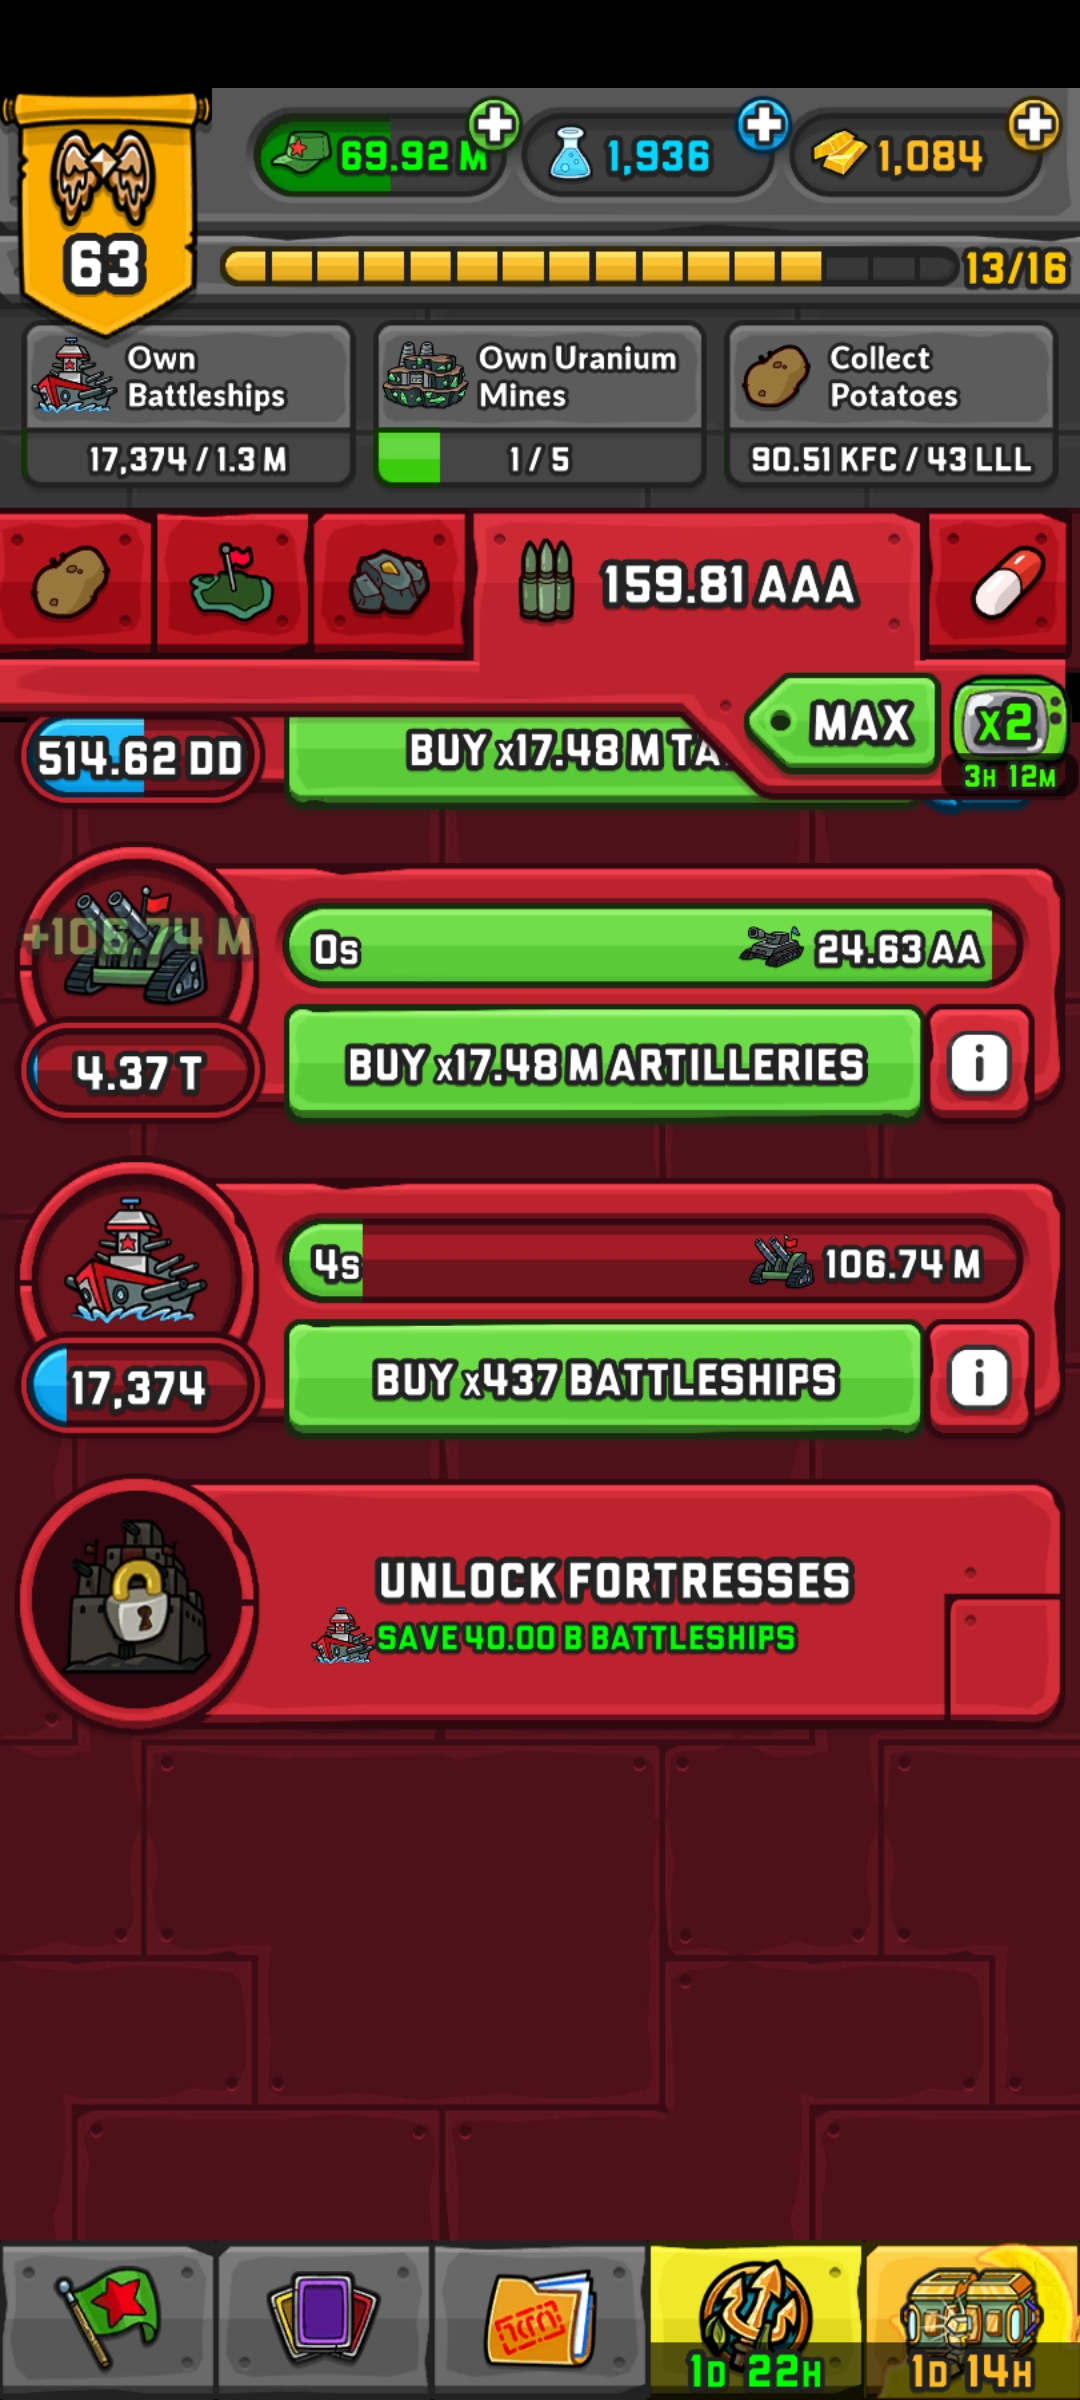 69.92 M
1,936
1,084
63
13/16
Own Battleships
17,374 / 1.3 M
Own Uranium Mines
1 / 5
Collect Potatoes
90.51 KFC / 43 LLL
159.81 AAA
MAX
x2
3H 12M
514.62 DD
BUY x17.48 M TA
+106.74 M
0s
24.63 AA
4.37 T
BUY x17.48 M ARTILLERIES
i
4s
106.74 M
17,374
BUY x437 BATTLESHIPS
i
UNLOCK FORTRESSES
SAVE 40.00 B BATTLESHIPS
1D 22H
1D 14H